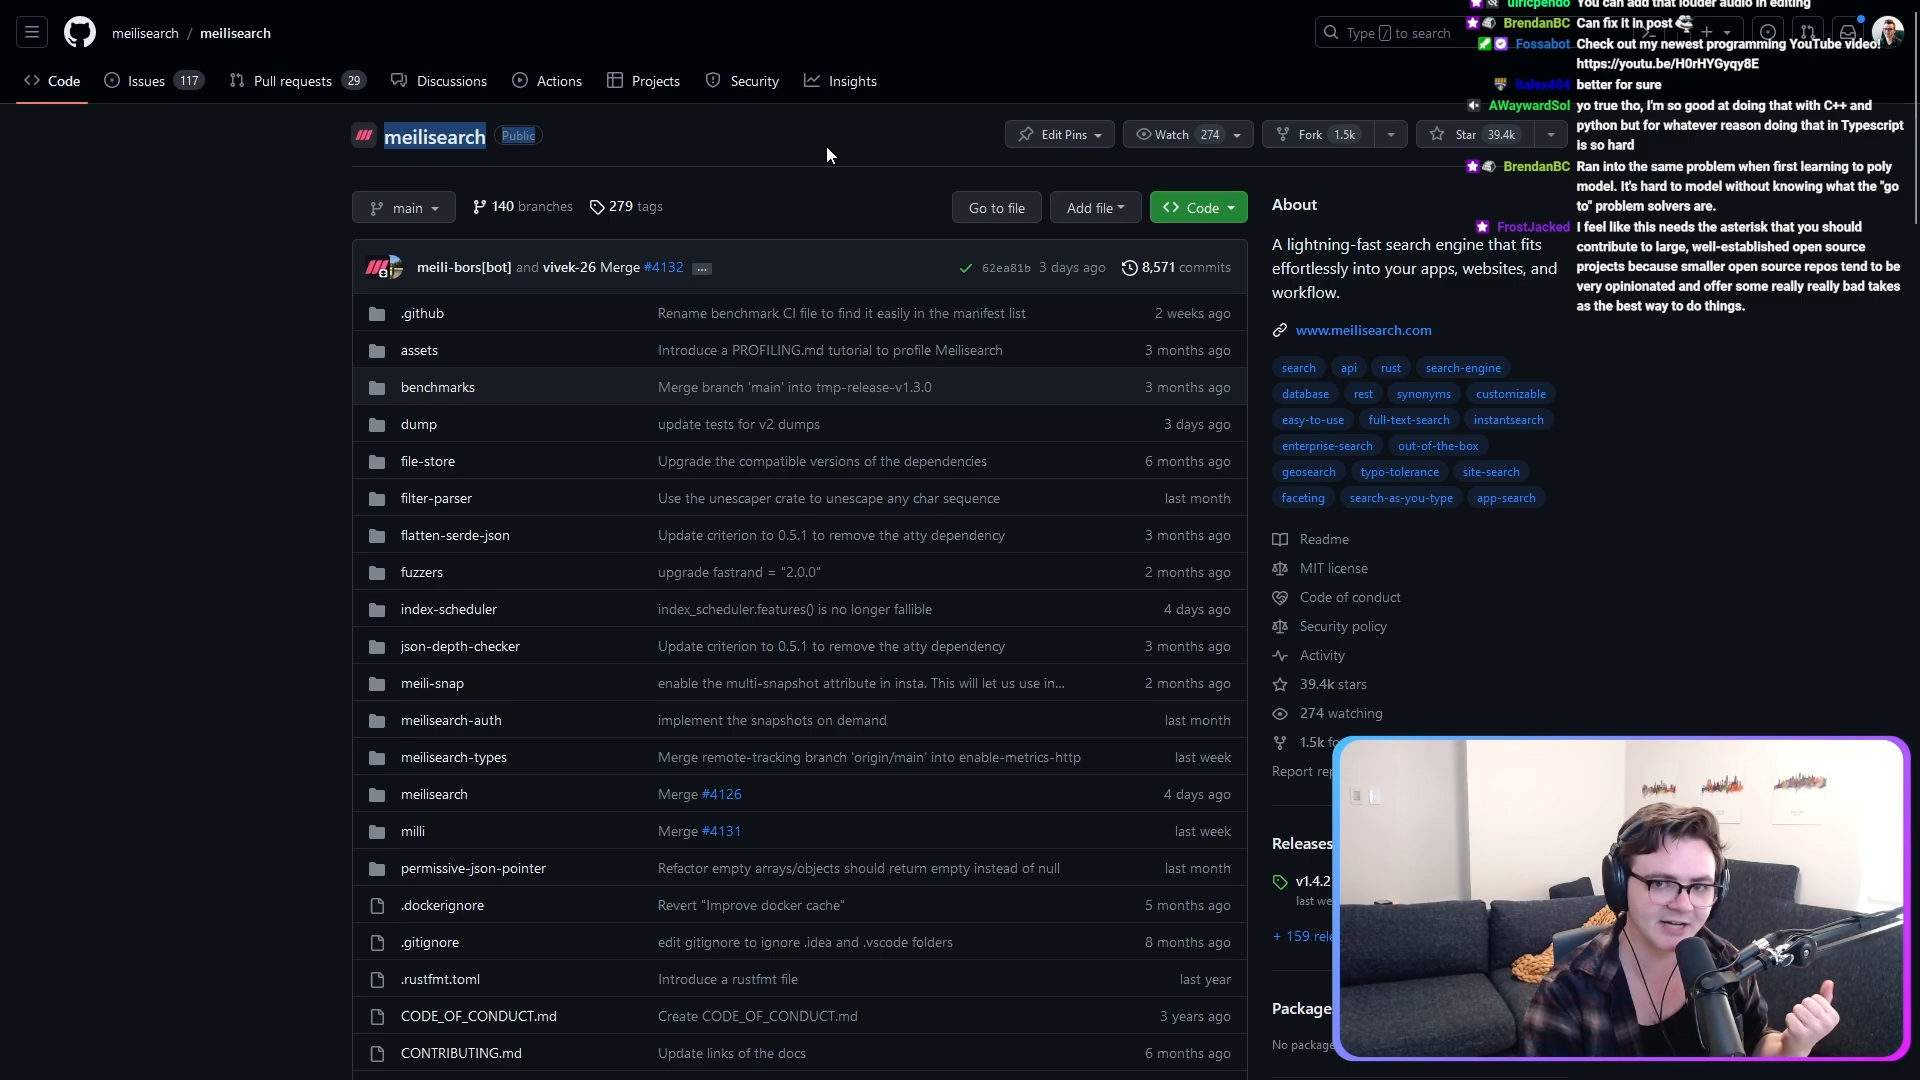 meilisearch / meilisearch
Type / to search
Code
Issues 117
Pull requests 29
Discussions
Actions
Projects
Security
Insights
meilisearch Public
Edit Pins
Watch 274
Fork 1.5k
Star 39.4k
main
140 branches
279 tags
Go to file
Add file
Code
meili-bors[bot] and vivek-26 Merge #4132 ...
62ea81b 3 days ago
8,571 commits
.github Rename benchmark CI file to find it easily in the manifest list 2 weeks ago
assets Introduce a PROFILING.md tutorial to profile Meilisearch 3 months ago
benchmarks Merge branch 'main' into tmp-release-v1.3.0 3 months ago
dump update tests for v2 dumps 3 days ago
file-store Upgrade the compatible versions of the dependencies 6 months ago
filter-parser Use the unescaper crate to unescape any char sequence last month
flatten-serde-json Update criterion to 0.5.1 to remove the atty dependency 3 months ago
fuzzers upgrade fastrand = "2.0.0" 2 months ago
index-scheduler index_scheduler.features() is no longer fallible 4 days ago
json-depth-checker Update criterion to 0.5.1 to remove the atty dependency 3 months ago
meili-snap enable the multi-snapshot attribute in insta. This will let us use in... 2 months ago
meilisearch-auth implement the snapshots on demand last month
meilisearch-types Merge remote-tracking branch 'origin/main' into enable-metrics-http last week
meilisearch Merge #4126 4 days ago
milli Merge #4131 last week
permissive-json-pointer Refactor empty arrays/objects should return empty instead of null last month
.dockerignore Revert "Improve docker cache" 5 months ago
.gitignore edit gitignore to ignore .idea and .vscode folders 8 months ago
.rustfmt.toml Introduce a rustfmt file last year
CODE_OF_CONDUCT.md Create CODE_OF_CONDUCT.md 3 years ago
CONTRIBUTING.md Update links of the docs 6 months ago
About
A lightning-fast search engine that fits
effortlessly into your apps, websites, and
workflow.
www.meilisearch.com
search api rust search-engine
database rest synonyms customizable
easy-to-use full-text-search instantsearch
enterprise-search out-of-the-box
geosearch typo-tolerance site-search
faceting search-as-you-type app-search
Readme
MIT license
Code of conduct
Security policy
Activity
39.4k stars
274 watching
1.5k fo
Report rep
Releases
v1.4.2
last we
+ 159 rele
Package
No package
ulricpendo You can add that louder audio in editing
BrendanBC Can fix it in post
Fossabot Check out my newest programming YouTube video!
https://youtu.be/H0rHYGyqy8E
italex404 better for sure
AWaywardSol yo true tho, I'm so good at doing that with C++ and
python but for whatever reason doing that in Typescript
is so hard
BrendanBC Ran into the same problem when first learning to poly
model. It's hard to model without knowing what the "go
to" problem solvers are.
FrostJacked I feel like this needs the asterisk that you should
contribute to large, well-established open source
projects because smaller open source repos tend to be
very opinionated and offer some really really bad takes
as the best way to do things.